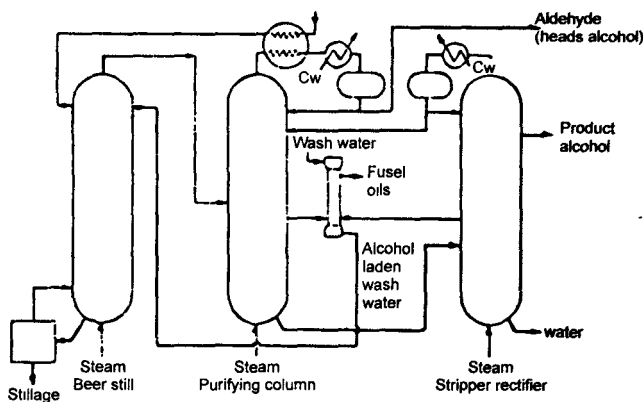 Aldehyde
(heads alcohol)
Cw
Cw
Product
alcohol
Wash water
Fusel
oils
Alcohol
laden
wash
water
water
Steam
Beer still
Steam
Purifying column
Steam
Stripper rectifier
Stillage